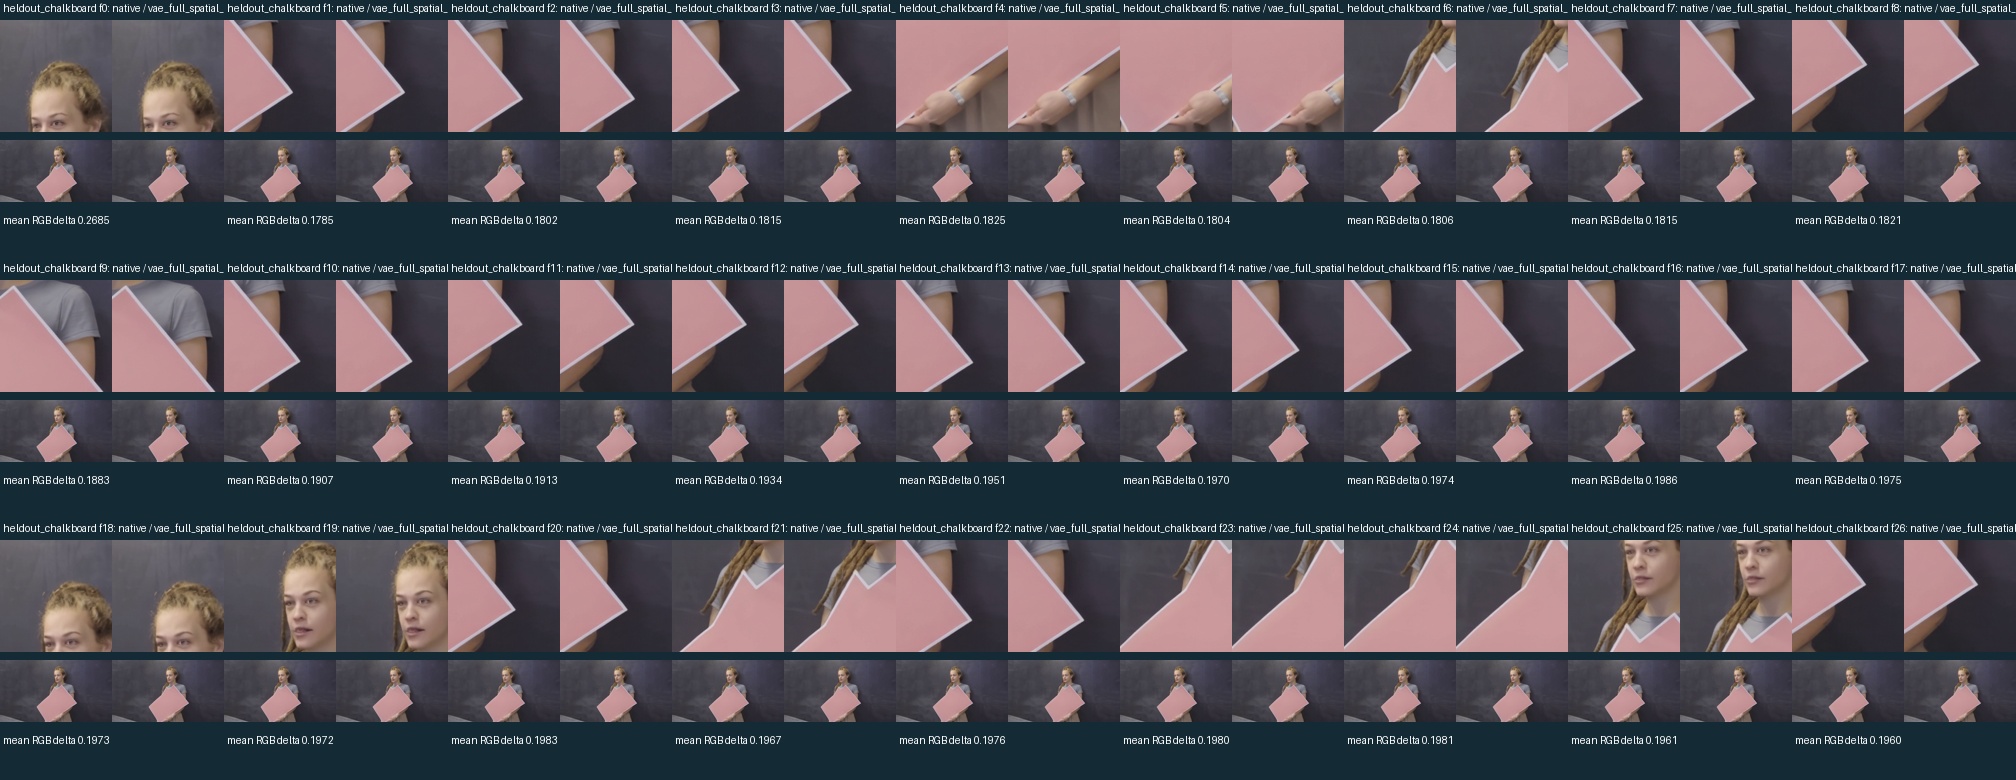 heldout_chalkboard f0: native / vae_full_spatial_ heldout_chalkboard f1: native / vae_full_spatial_ heldout_chalkboard f2: native / vae_full_spatial_ heldout_chalkboard f3: native / vae_full_spatial_ heldout_chalkboard f4: native / vae_full_spatial_ heldout_chalkboard f5: native / vae_full_spatial_ heldout_chalkboard f6: native / vae_full_spatial_ heldout_chalkboard f7: native / vae_full_spatial_ heldout_chalkboard f8: native / vae_full_spatial_
mean RGB delta 0.2685 mean RGB delta 0.1785 mean RGB delta 0.1802 mean RGB delta 0.1815 mean RGB delta 0.1825 mean RGB delta 0.1804 mean RGB delta 0.1806 mean RGB delta 0.1815 mean RGB delta 0.1821
heldout_chalkboard f9: native / vae_full_spatial_ heldout_chalkboard f10: native / vae_full_spatial heldout_chalkboard f11: native / vae_full_spatial heldout_chalkboard f12: native / vae_full_spatial heldout_chalkboard f13: native / vae_full_spatial heldout_chalkboard f14: native / vae_full_spatial heldout_chalkboard f15: native / vae_full_spatial heldout_chalkboard f16: native / vae_full_spatial heldout_chalkboard f17: native / vae_full_spatial
mean RGB delta 0.1883 mean RGB delta 0.1907 mean RGB delta 0.1913 mean RGB delta 0.1934 mean RGB delta 0.1951 mean RGB delta 0.1970 mean RGB delta 0.1974 mean RGB delta 0.1986 mean RGB delta 0.1975
heldout_chalkboard f18: native / vae_full_spatial heldout_chalkboard f19: native / vae_full_spatial heldout_chalkboard f20: native / vae_full_spatial heldout_chalkboard f21: native / vae_full_spatial heldout_chalkboard f22: native / vae_full_spatial heldout_chalkboard f23: native / vae_full_spatial heldout_chalkboard f24: native / vae_full_spatial heldout_chalkboard f25: native / vae_full_spatial heldout_chalkboard f26: native / vae_full_spatial
mean RGB delta 0.1973 mean RGB delta 0.1972 mean RGB delta 0.1983 mean RGB delta 0.1967 mean RGB delta 0.1976 mean RGB delta 0.1980 mean RGB delta 0.1981 mean RGB delta 0.1961 mean RGB delta 0.1960